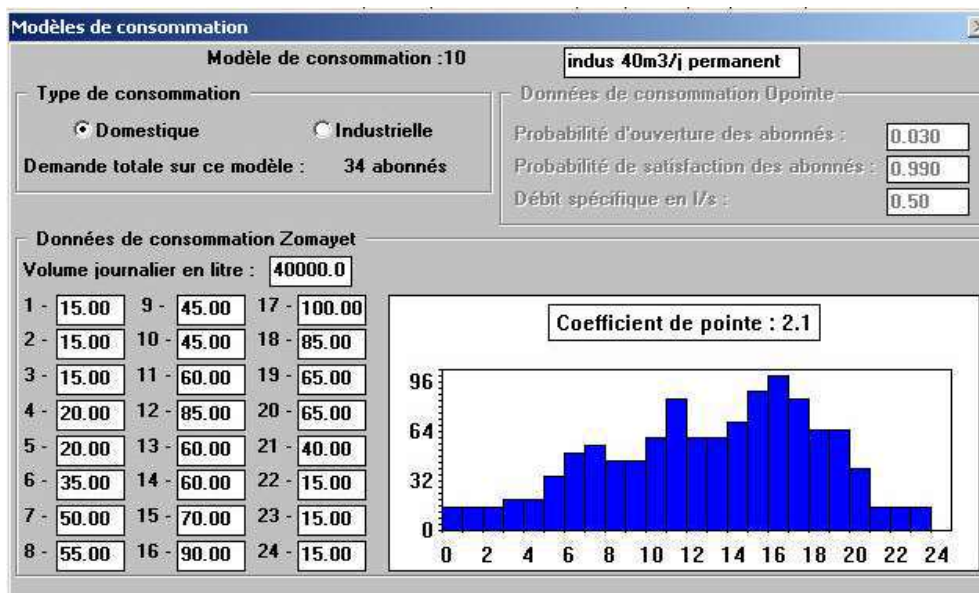 Modèles de consommation
Modèle de consommation :10
indus 40m3/j permanent
Type de consommation
Domestique
Industrielle
Demande totale sur ce modèle : 34 abonnés
Données de consommation Opointe
Probabilité d'ouverture des abonnés : 0.030
Probabilité de satisfaction des abonnés : 0.990
Débit spécifique en l/s : 0.50
Données de consommation Zomayet
Volume journalier en litre : 40000.0
1 - 15.00 9 - 45.00 17 - 100.00
2 - 15.00 10 - 45.00 18 - 85.00
3 - 15.00 11 - 60.00 19 - 65.00
4 - 20.00 12 - 85.00 20 - 65.00
5 - 20.00 13 - 60.00 21 - 40.00
6 - 35.00 14 - 60.00 22 - 15.00
7 - 50.00 15 - 70.00 23 - 15.00
8 - 55.00 16 - 90.00 24 - 15.00
Coefficient de pointe : 2.1
96
64
32
0
0 2 4 6 8 10 12 14 16 18 20 22 24